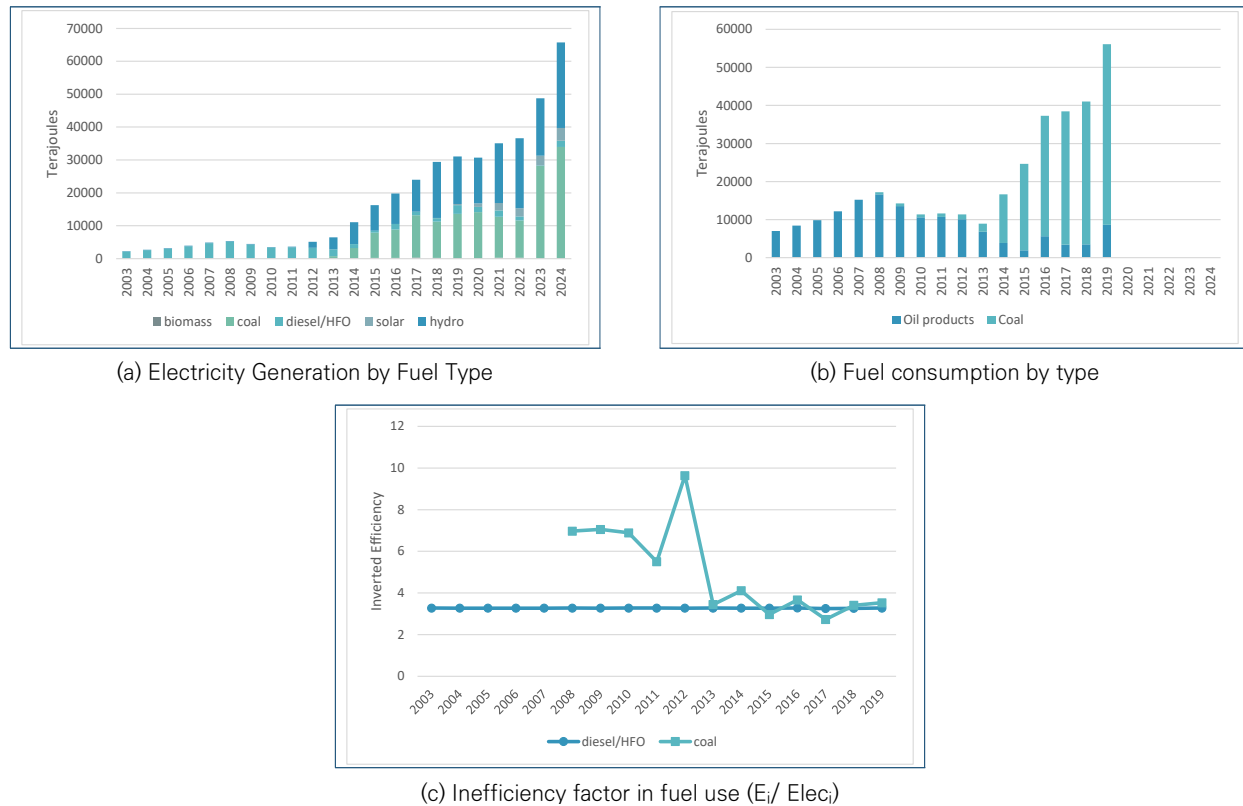 70000
60000
50000
40000
30000
20000
10000
0
Terajoules
2003 2004 2005 2006 2007 2008 2009 2010 2011 2012 2013 2014 2015 2016 2017 2018 2019 2020 2021 2022 2023 2024
biomass coal diesel/HFO solar hydro
(a) Electricity Generation by Fuel Type
60000
50000
40000
30000
20000
10000
0
Terajoules
2003 2004 2005 2006 2007 2008 2009 2010 2011 2012 2013 2014 2015 2016 2017 2018 2019 2020 2021 2022 2023 2024
Oil products Coal
(b) Fuel consumption by type
12
10
8
6
4
2
0
Inverted Efficiency
2003 2004 2005 2006 2007 2008 2009 2010 2011 2012 2013 2014 2015 2016 2017 2018 2019
diesel/HFO coal
(c) Inefficiency factor in fuel use (Eᵢ/ Elecᵢ)